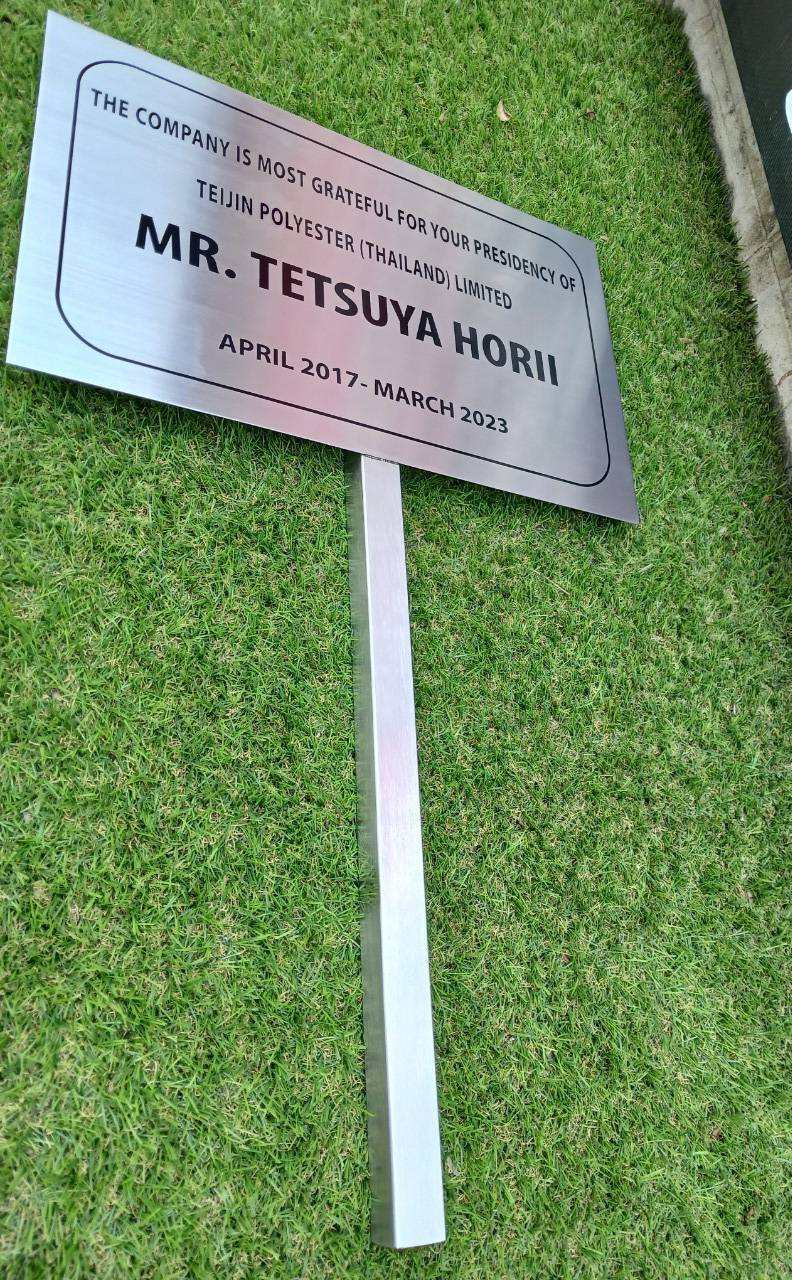 THE COMPANY IS MOST GRATEFUL FOR YOUR PRESIDENCY OF
TEIJIN POLYESTER (THAILAND) LIMITED
MR. TETSUYA HORII
APRIL 2017- MARCH 2023